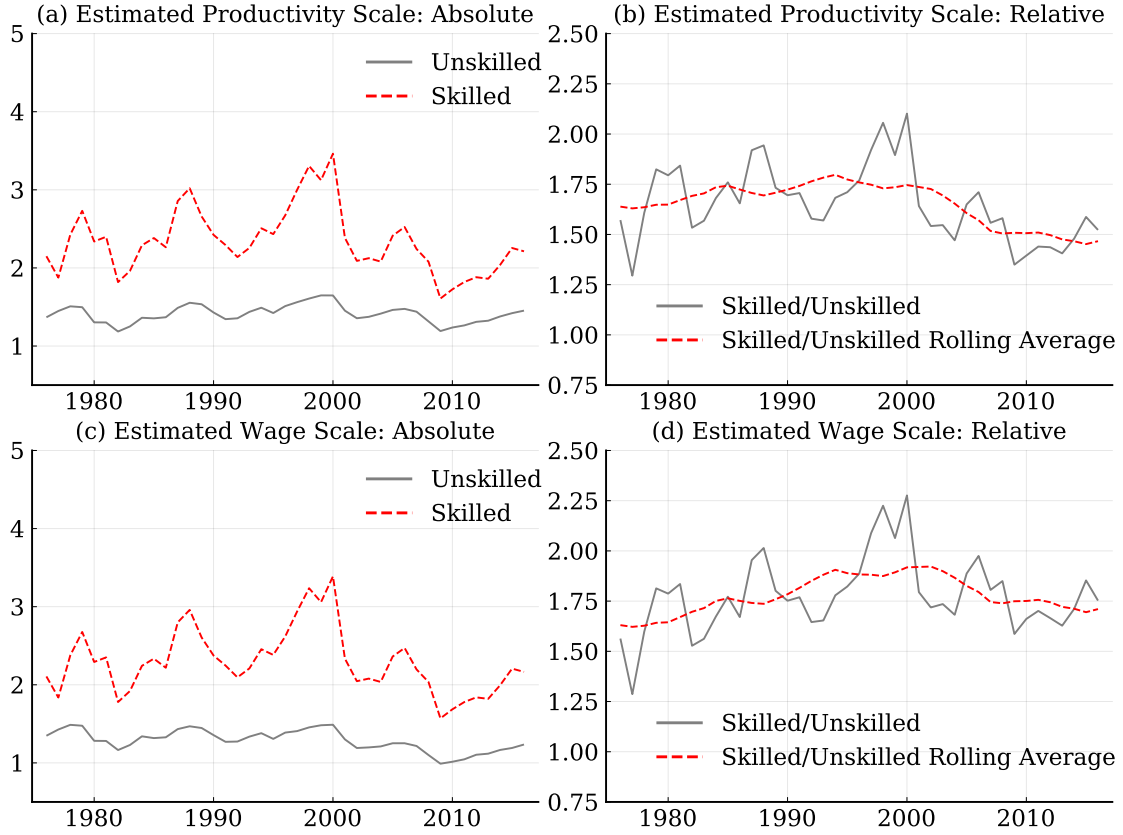 (a) Estimated Productivity Scale: Absolute
5
4
3
2
1
1980 1990 2000 2010
Unskilled
Skilled
(b) Estimated Productivity Scale: Relative
2.50
2.25
2.00
1.75
1.50
1.25
1.00
0.75
1980 1990 2000 2010
Skilled/Unskilled
Skilled/Unskilled Rolling Average
(c) Estimated Wage Scale: Absolute
5
4
3
2
1
1980 1990 2000 2010
Unskilled
Skilled
(d) Estimated Wage Scale: Relative
2.50
2.25
2.00
1.75
1.50
1.25
1.00
0.75
1980 1990 2000 2010
Skilled/Unskilled
Skilled/Unskilled Rolling Average